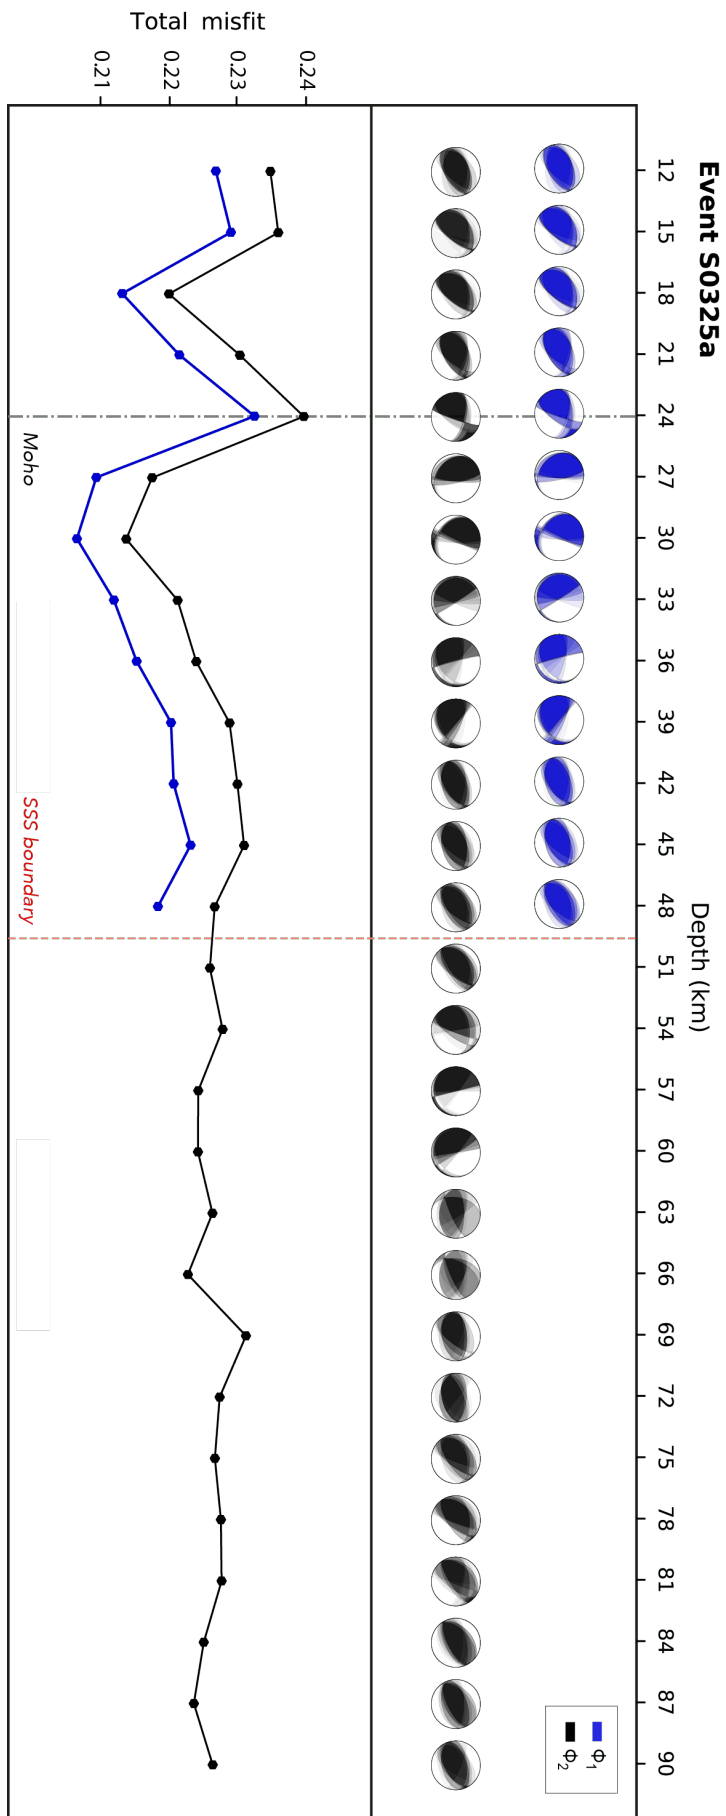 Event S0325a
Depth (km)
12 15 18 21 24 27 30 33 36 39 42 45 48 51 54 57 60 63 66 69 72 75 78 81 84 87 90
Φ1
Φ2
Total misfit
0.24
0.23
0.22
0.21
Moho
SSS boundary